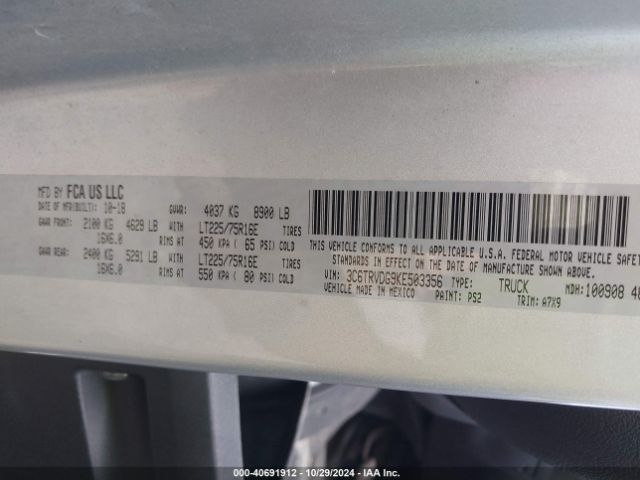 MFD BY FCA US LLC
DATE OF MFR(BUILT): 10-18 GVWR: 4037 KG 8900 LB
GAWR FRONT: 2100 KG 4629 LB WITH LT225/75R16E TIRES
16X6.0 RIMS AT 450 KPA ( 65 PSI) COLD
GAWR REAR: 2400 KG 5291 LB WITH LT225/75R16E TIRES
16X6.0 RIMS AT 550 KPA ( 80 PSI) COLD
THIS VEHICLE CONFORMS TO ALL APPLICABLE U.S.A. FEDERAL MOTOR VEHICLE SAFET
STANDARDS IN EFFECT ON THE DATE OF MANUFACTURE SHOWN ABOVE.
VIN: 3C6TRVDG9KE503356 TYPE: TRUCK MDH: 100908
VEHICLE MADE IN MEXICO PAINT: PS2 TRIM: A7X9
000-40691912 • 10/29/2024 • IAA Inc.